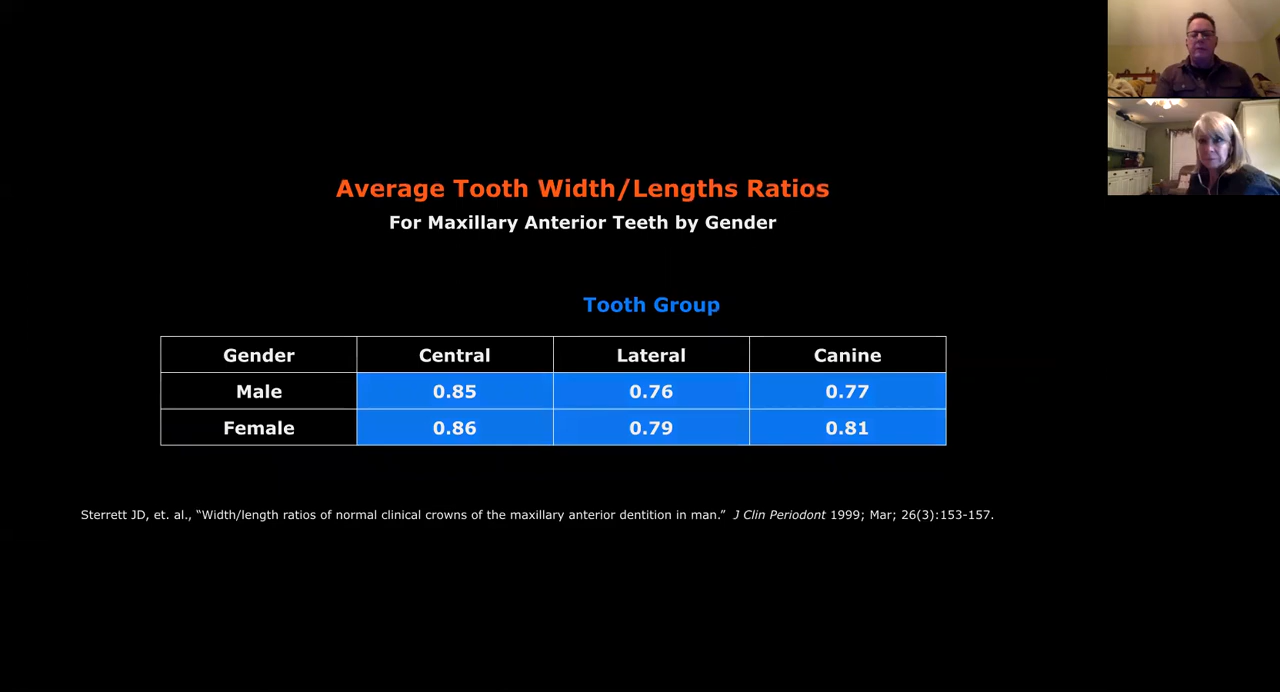 Average Tooth Width/Lengths Ratios
For Maxillary Anterior Teeth by Gender
Tooth Group
Gender Central Lateral Canine
Male 0.85 0.76 0.77
Female 0.86 0.79 0.81
Sterrett JD, et. al., “Width/length ratios of normal clinical crowns of the maxillary anterior dentition in man.” J Clin Periodont 1999; Mar; 26(3):153-157.